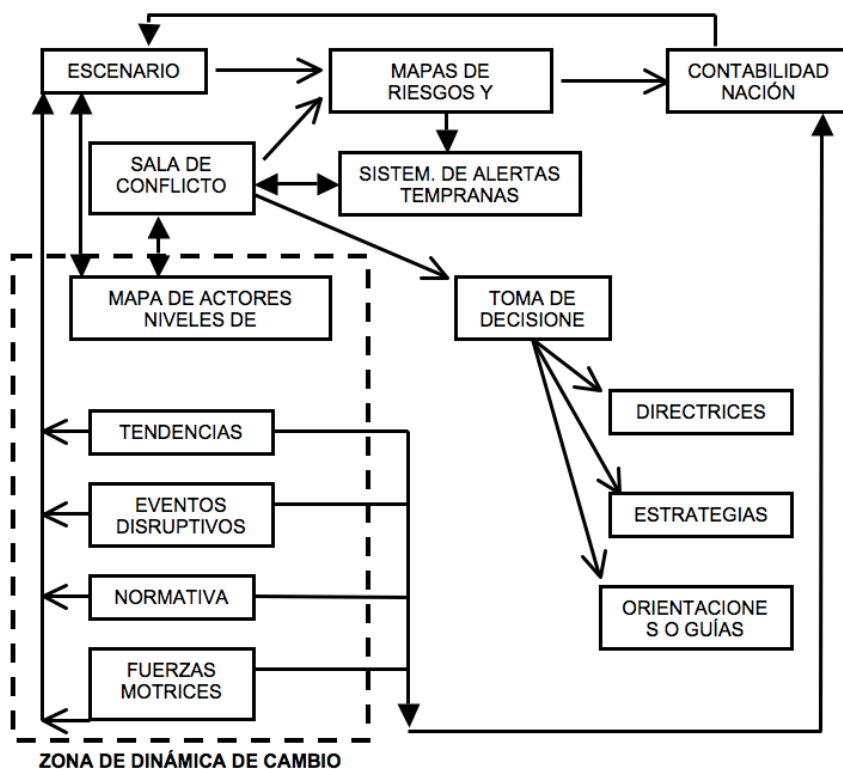 ESCENARIO
MAPAS DE
RIESGOS Y
CONTABILIDAD
NACIÓN
SALA DE
CONFLICTO
SISTEM. DE ALERTAS
TEMPRANAS
MAPA DE ACTORES
NIVELES DE
TOMA DE
DECISIONE
DIRECTRICES
TENDENCIAS
EVENTOS
DISRUPTIVOS
ESTRATEGIAS
NORMATIVA
ORIENTACIONE
S O GUÍAS
FUERZAS
MOTRICES
ZONA DE DINÁMICA DE CAMBIO